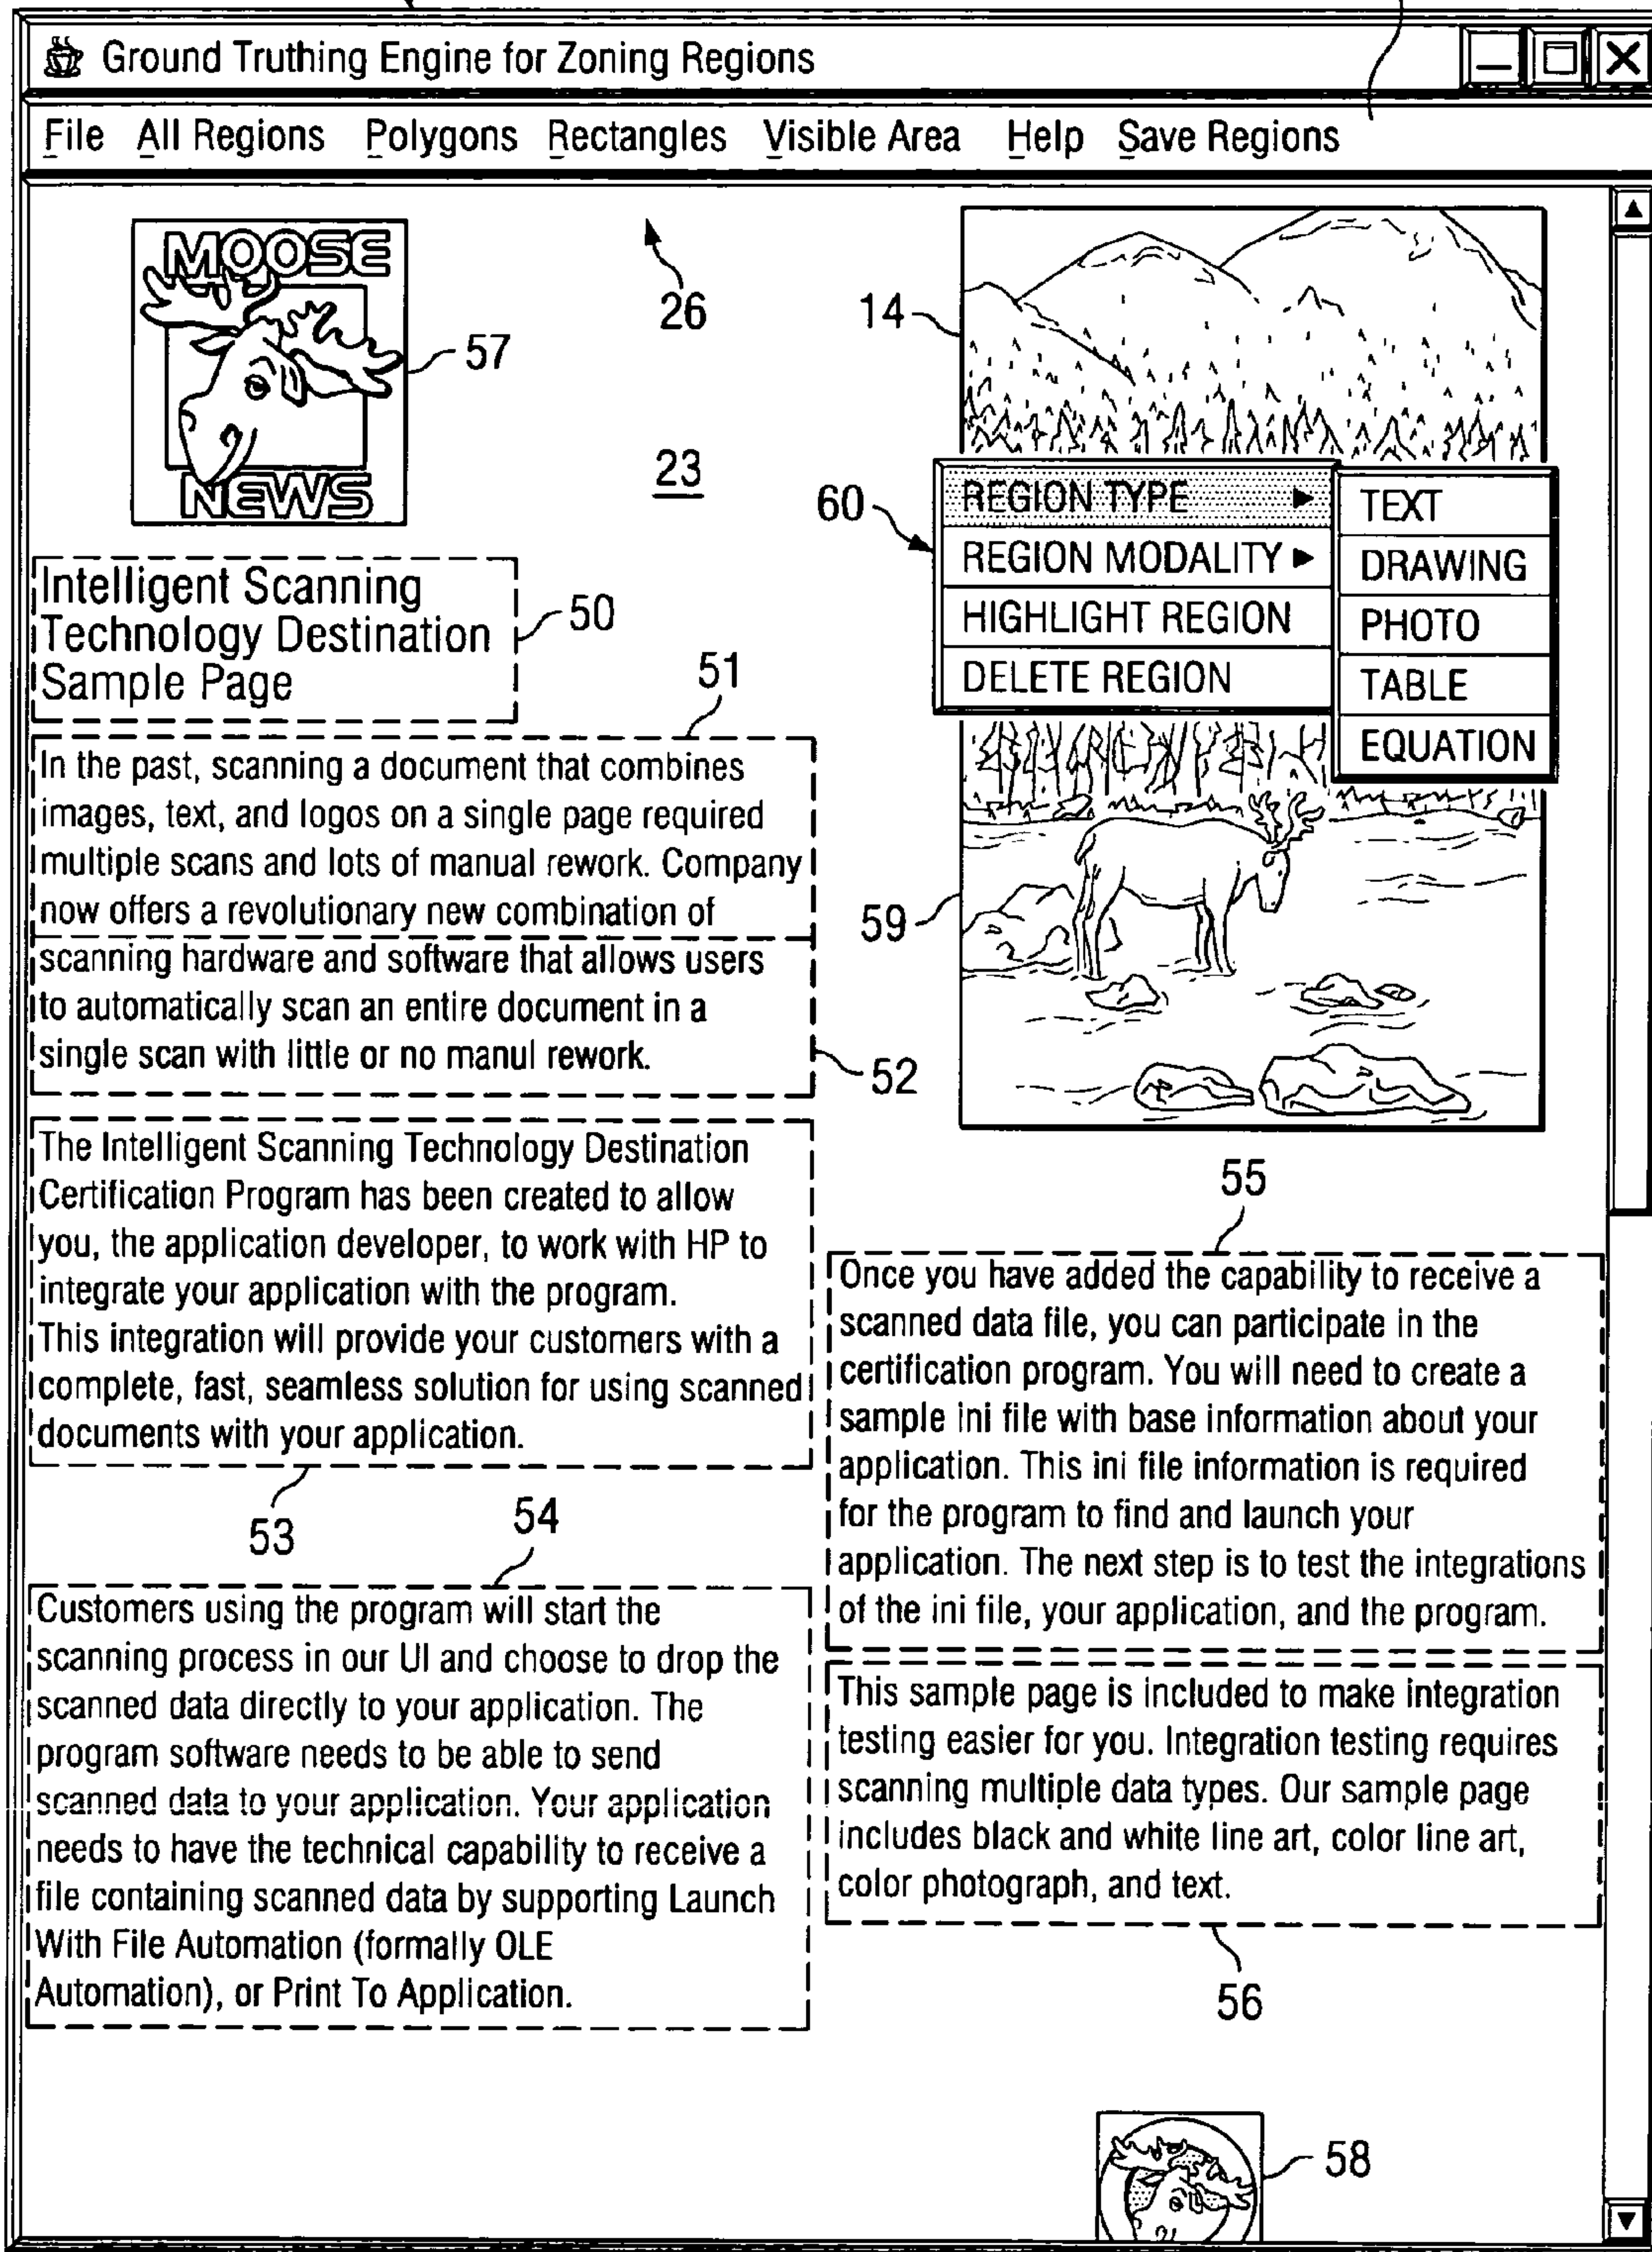 Ground Truthing Engine for Zoning Regions
File All Regions Polygons Rectangles Visible Area Help Save Regions
MOOSE
NEWS
57
26
23
14
60
REGION TYPE
REGION MODALITY
HIGHLIGHT REGION
DELETE REGION
TEXT
DRAWING
PHOTO
TABLE
EQUATION
59
Intelligent Scanning
Technology Destination
Sample Page
50
51
In the past, scanning a document that combines
images, text, and logos on a single page required
multiple scans and lots of manual rework. Company
now offers a revolutionary new combination of
scanning hardware and software that allows users
to automatically scan an entire document in a
single scan with little or no manul rework.
52
The Intelligent Scanning Technology Destination
Certification Program has been created to allow
you, the application developer, to work with HP to
integrate your application with the program.
This integration will provide your customers with a
complete, fast, seamless solution for using scanned
documents with your application.
53
54
Customers using the program will start the
scanning process in our UI and choose to drop the
scanned data directly to your application. The
program software needs to be able to send
scanned data to your application. Your application
needs to have the technical capability to receive a
file containing scanned data by supporting Launch
With File Automation (formally OLE
Automation), or Print To Application.
55
Once you have added the capability to receive a
scanned data file, you can participate in the
certification program. You will need to create a
sample ini file with base information about your
application. This ini file information is required
for the program to find and launch your
application. The next step is to test the integrations
of the ini file, your application, and the program.
This sample page is included to make integration
testing easier for you. Integration testing requires
scanning multiple data types. Our sample page
includes black and white line art, color line art,
color photograph, and text.
56
58